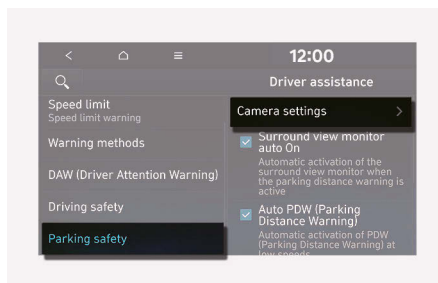 12:00
Driver assistance
Speed limit
Speed limit warning
Warning methods
DAW (Driver Attention Warning)
Driving safety
Parking safety
Camera settings
Surround view monitor
auto On
Automatic activation of the
surround view monitor when
the parking distance warning is
active
Auto PDW (Parking
Distance Warning)
Automatic activation of PDW
(Parking Distance Warning) at
low speeds